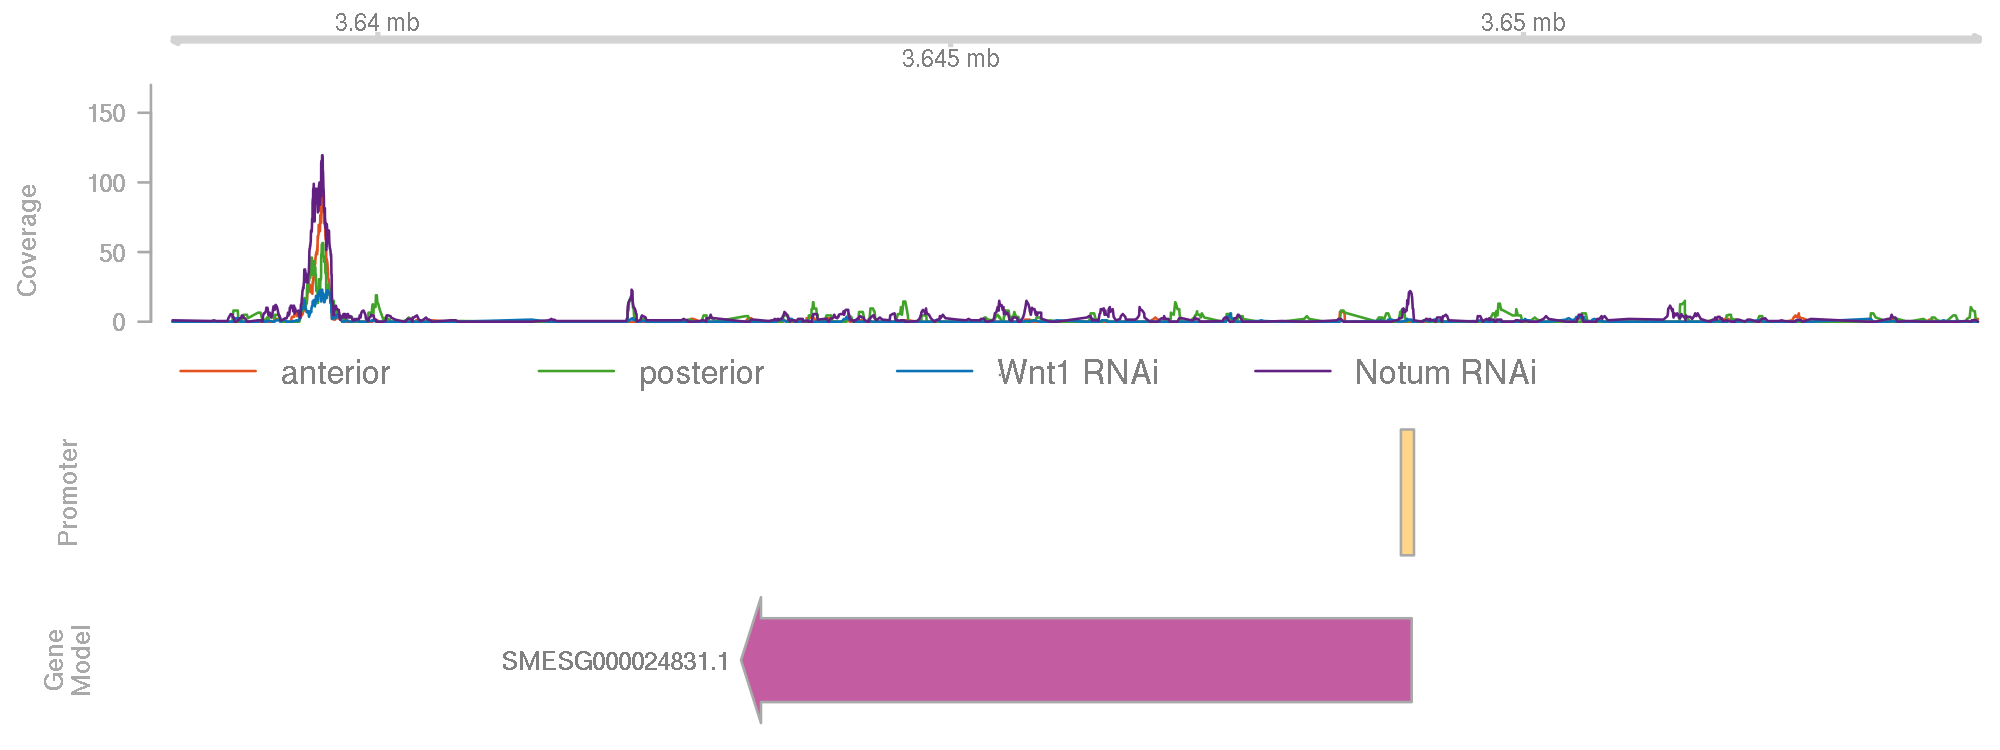 3.64 mb
3.65 mb
3.645 mb
150
100
50
0
Coverage
anterior posterior Wnt1 RNAi Notum RNAi
Promoter
Gene
Model
SMESG000024831.1